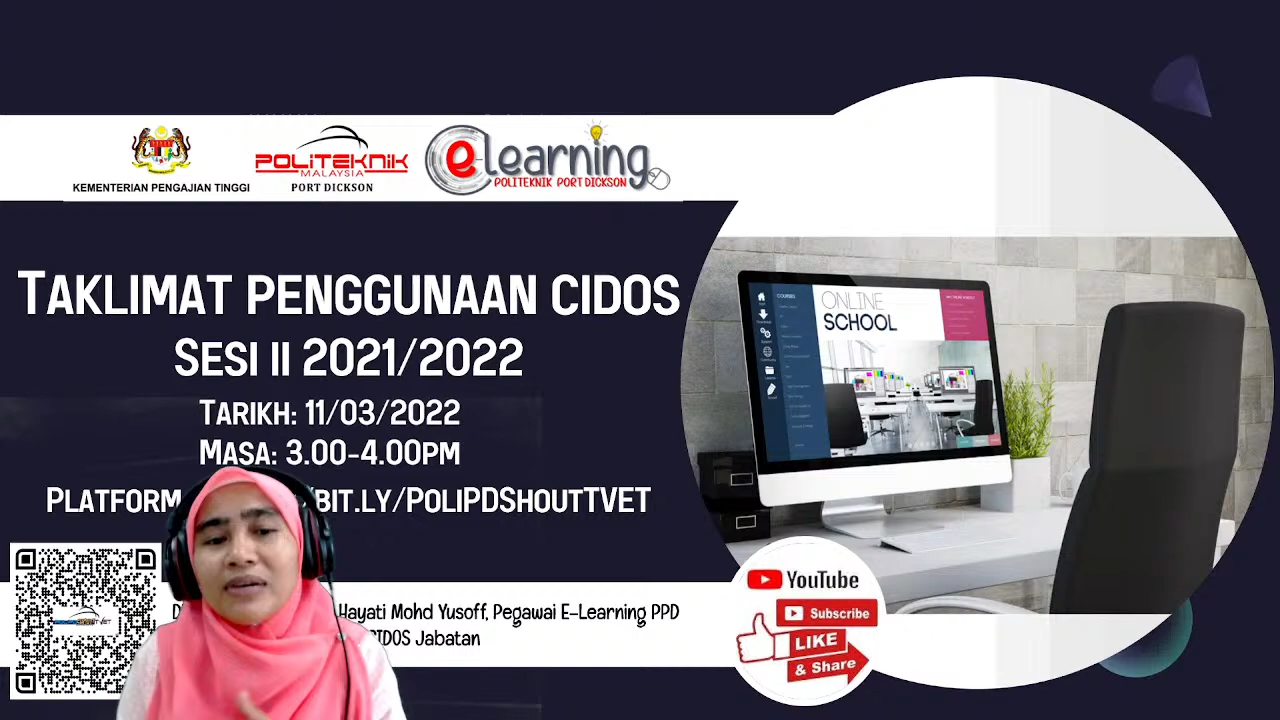 KEMENTERIAN PENGAJIAN TINGGI
POLITEKNIK
MALAYSIA
PORT DICKSON
eLearning
POLITEKNIK PORT DICKSON
TAKLIMAT PENGGUNAAN CIDOS
SESI II 2021/2022
TARIKH: 11/03/2022
MASA: 3.00-4.00PM
PLATFORM
/BIT.LY/POLIPDSHOUTTVET
Hayati Mohd Yusoff, Pegawai E-Learning PPD
CIDOS Jabatan
ONLINE
SCHOOL
COURSES
YouTube
Subscribe
LIKE
& Share